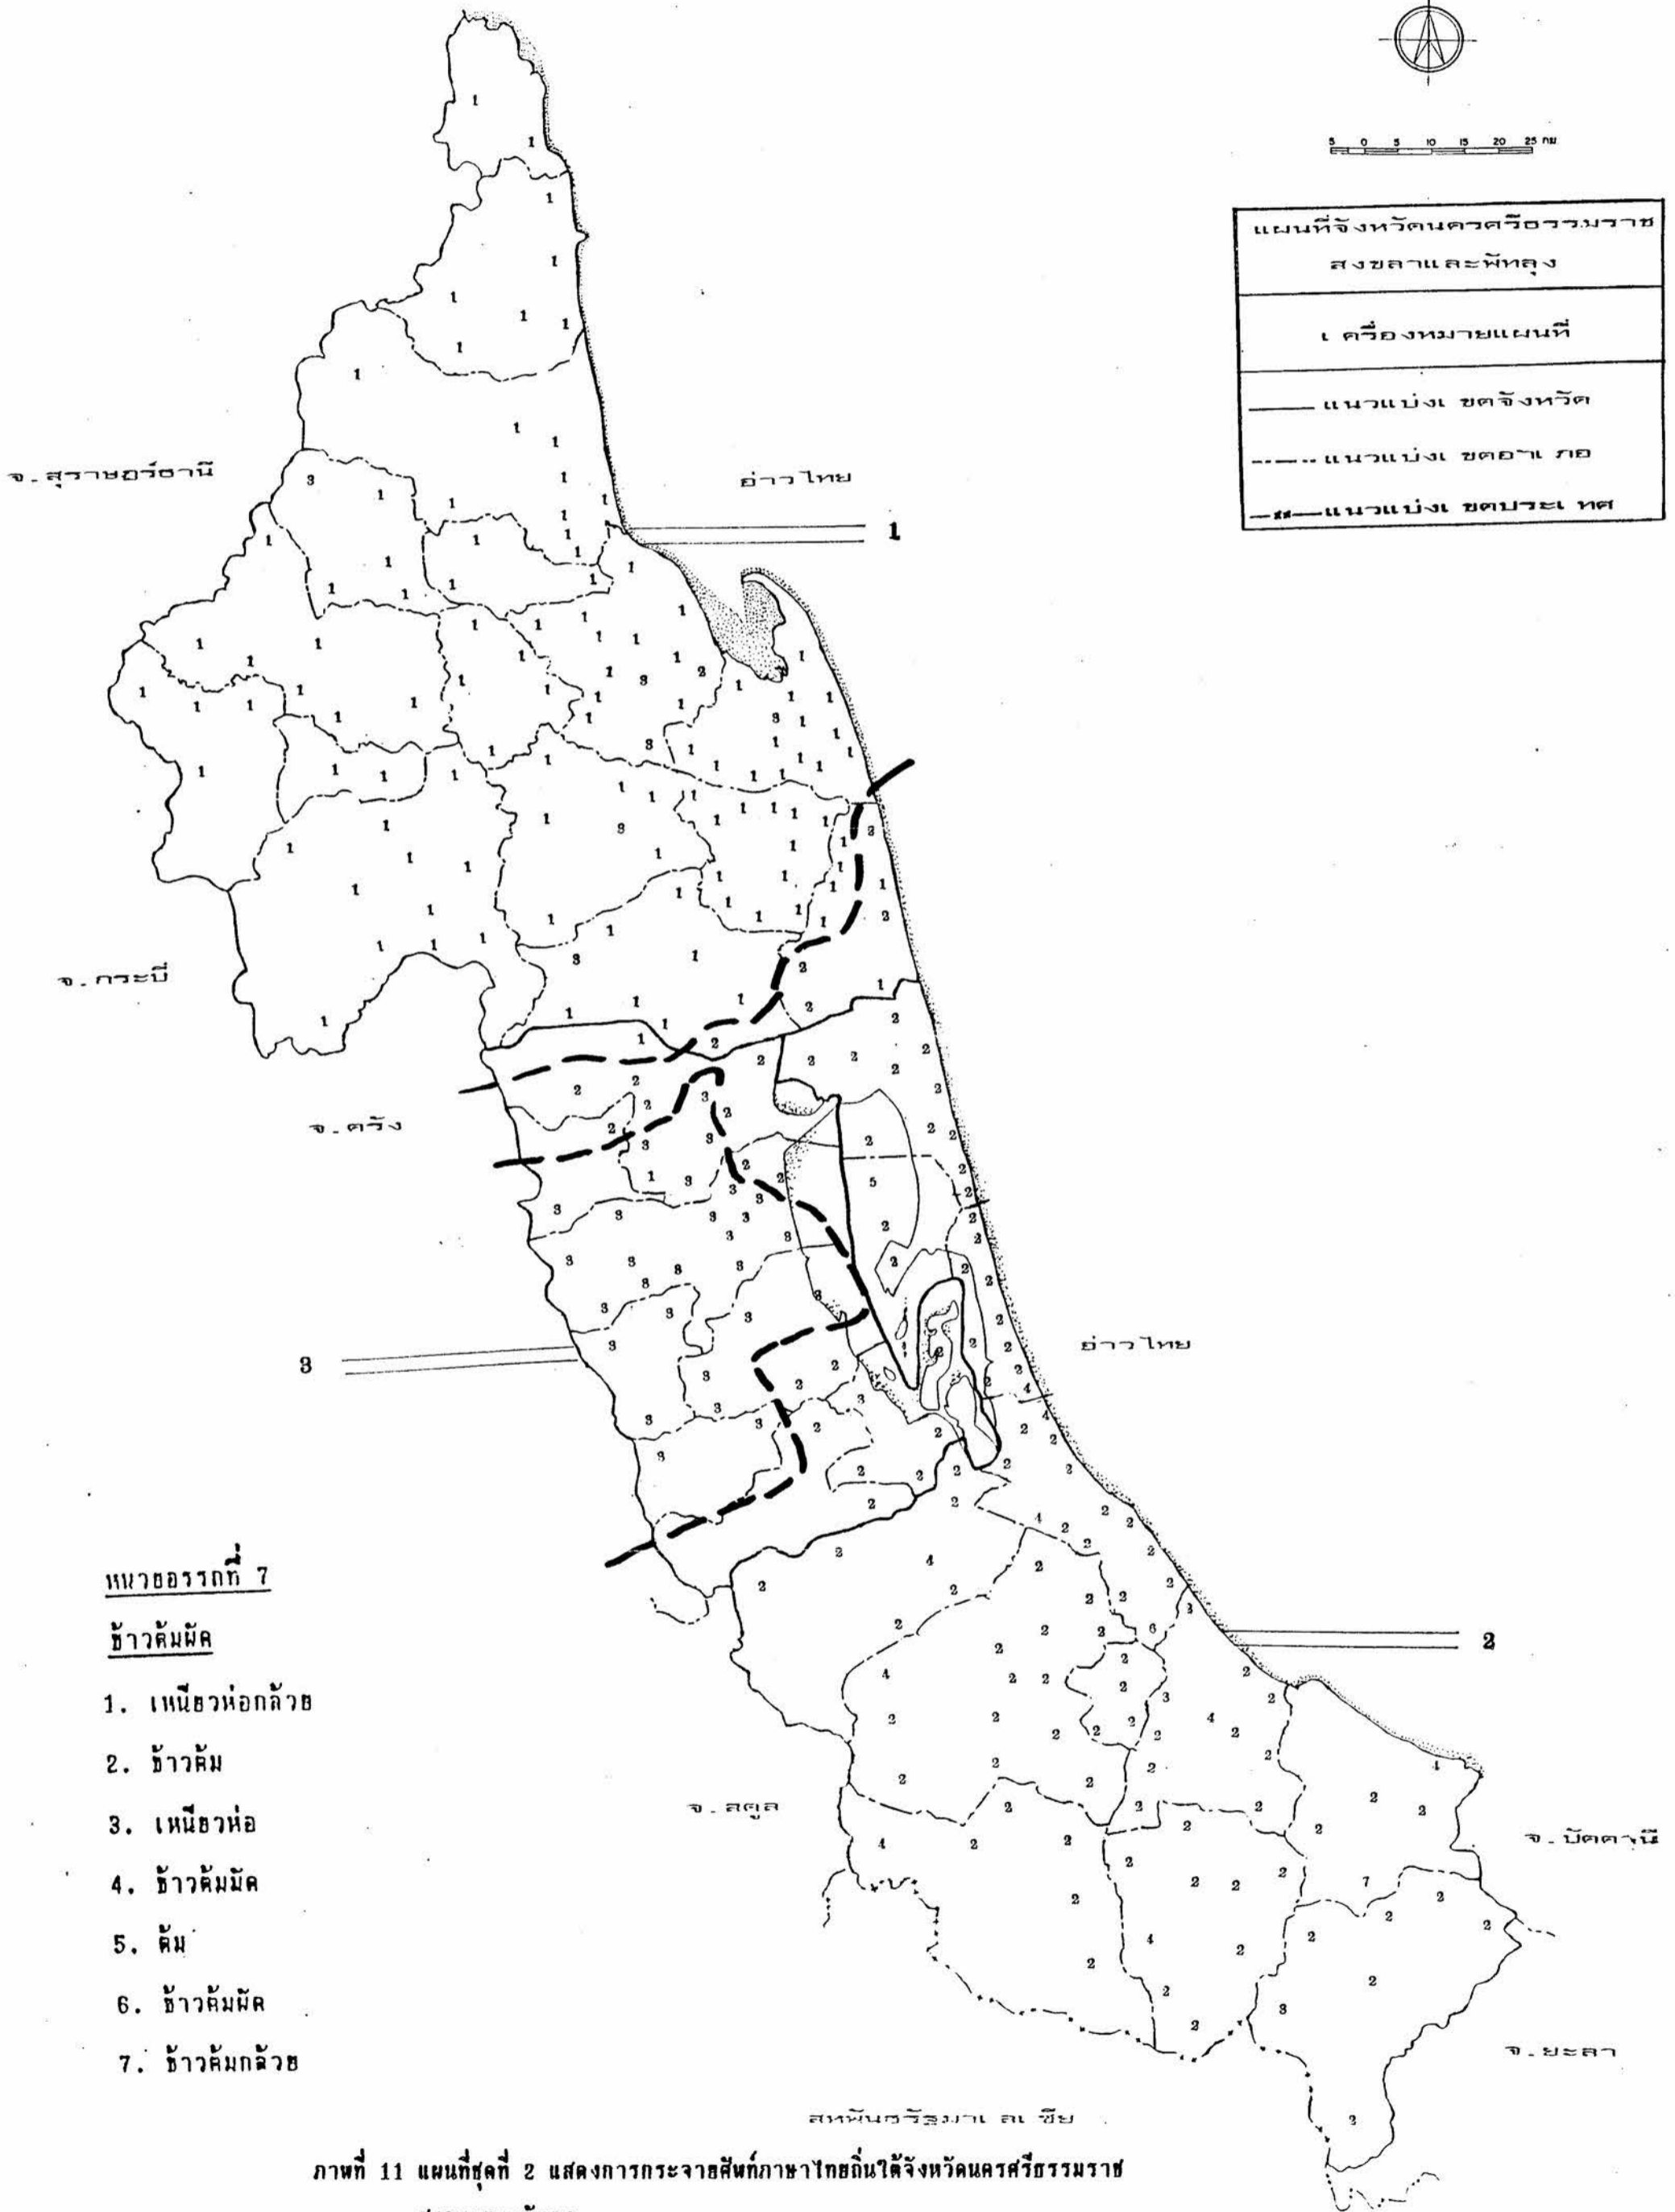 5 0 5 10 15 20 25 กม
แผนที่จังหวัดนครศรีธรรมราช
สงขลาและพัทลุง
เครื่องหมายแผนที่
แนวแบ่งเขตจังหวัด
แนวแบ่งเขตอำเภอ
แนวแบ่งเขตประเทศ
จ.สุราษฎร์ธานี
อ่าวไทย
1
จ.กระบี่
จ.ตรัง
อ่าวไทย
3
2
จ.สตูล
จ.ปัตตานี
จ.ยะลา
สหพันธรัฐมาเลเซีย
หน่วยอรรถที่ 7
ข้าวต้มผัด
1. เหนียวห่อกล้วย
2. ข้าวต้ม
3. เหนียวห่อ
4. ข้าวต้มมัด
5. ต้ม
6. ข้าวต้มผัด
7. ข้าวต้มกล้วย
ภาพที่ 11 แผนที่ชุดที่ 2 แสดงการกระจายศัพท์ภาษาไทยถิ่นใต้จังหวัดนครศรีธรรมราช